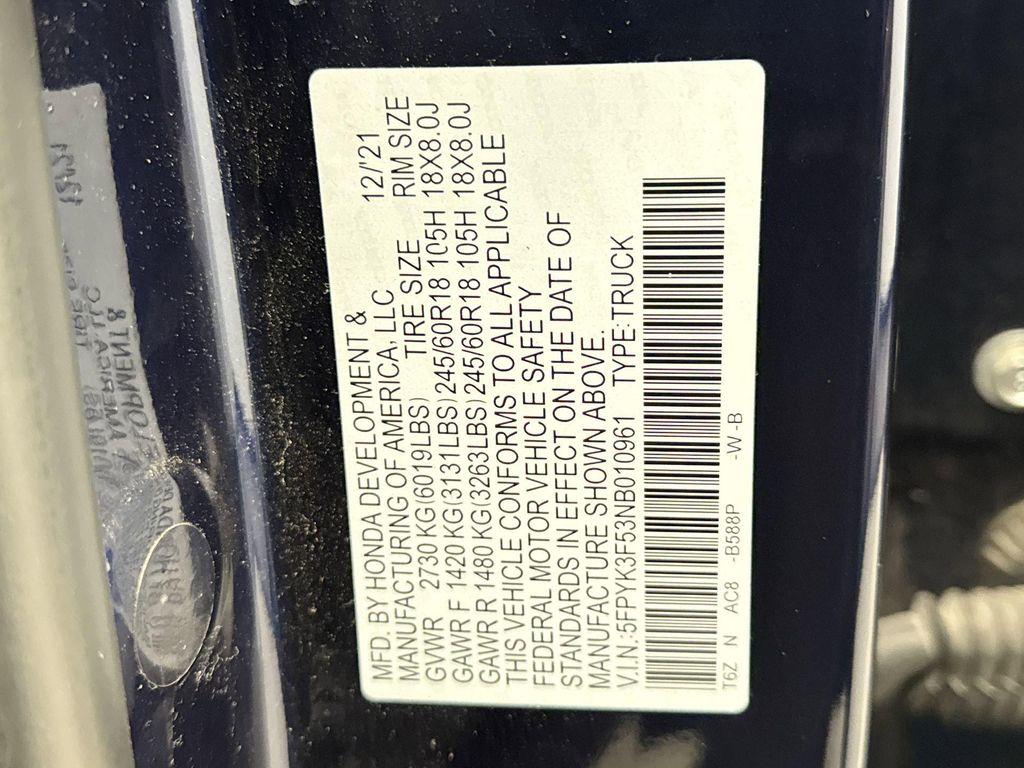 MFD. BY HONDA DEVELOPMENT &
MANUFACTURING OF AMERICA, LLC 12/21
GVWR 2730 KG(6019LBS) TIRE SIZE RIM SIZE
GAWR F 1420 KG(3131LBS) 245/60R18 105H 18X8.0J
GAWR R 1480 KG(3263LBS) 245/60R18 105H 18X8.0J
THIS VEHICLE CONFORMS TO ALL APPLICABLE
FEDERAL MOTOR VEHICLE SAFETY
STANDARDS IN EFFECT ON THE DATE OF
MANUFACTURE SHOWN ABOVE.
V.I.N.:5FPYK3F53NB010961 TYPE:TRUCK
T6Z N AC8 -B588P -W -B